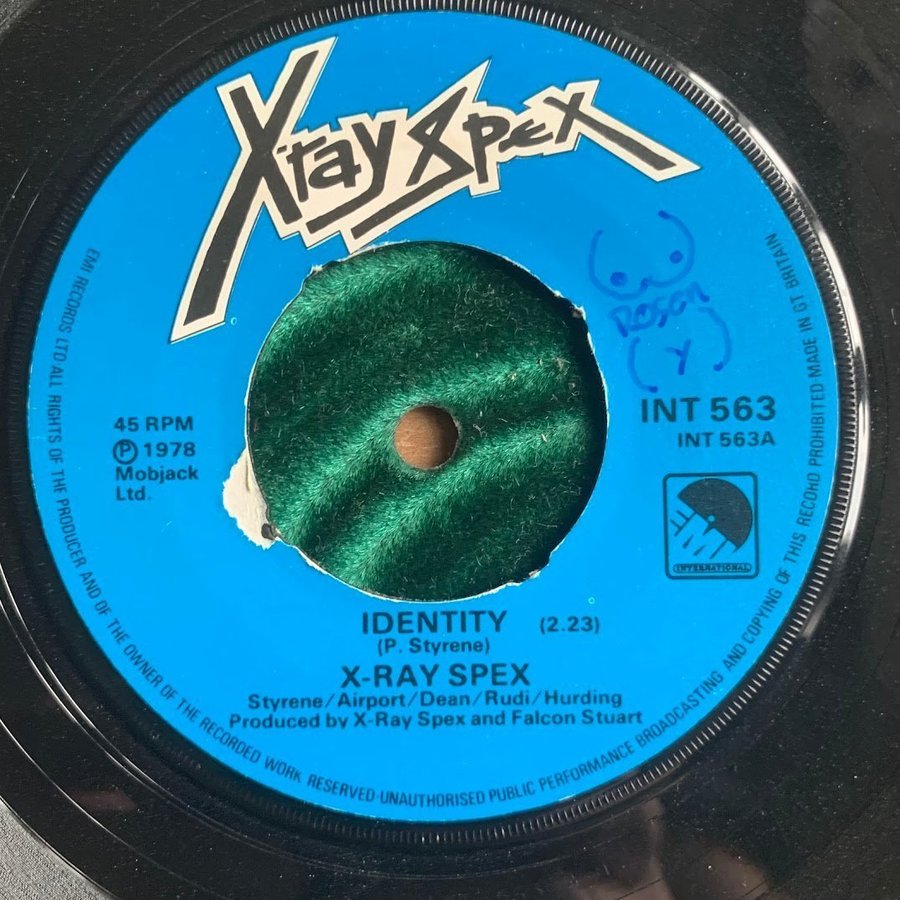 X-ray Spex
45 RPM
Ⓟ 1978
Mobjack
Ltd.
INT 563
INT 563A
EMI
INTERNATIONAL
IDENTITY (2.23)
(P. Styrene)
X-RAY SPEX
Styrene/Airport/Dean/Rudi/Hurding
Produced by X-Ray Spex and Falcon Stuart
EMI RECORDS LTD·ALL RIGHTS OF THE PRODUCER AND OF THE OWNER OF THE RECORDED WORK RESERVED·UNAUTHORISED PUBLIC PERFORMANCE BROADCASTING AND COPYING OF THIS RECORD PROHIBITED·MADE IN GT BRITAIN